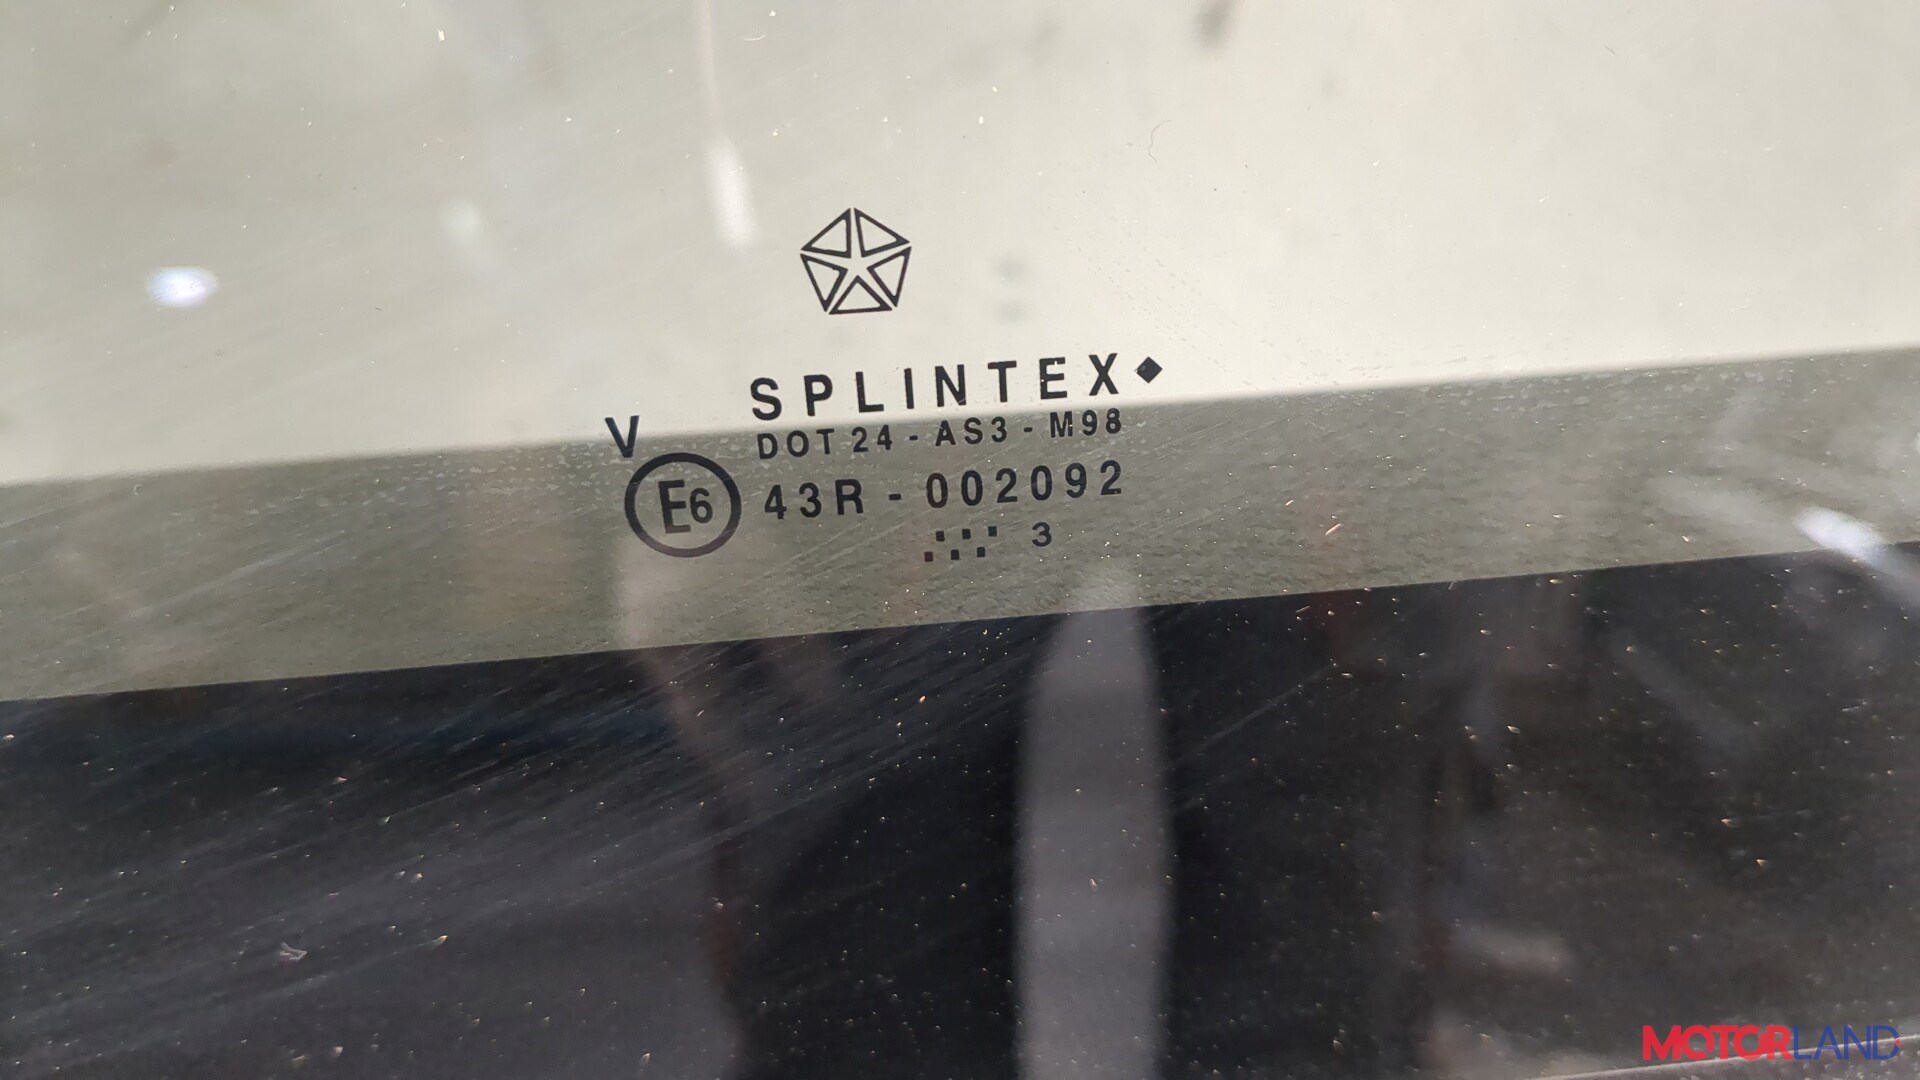 SPLINTEX◆
V DOT 24 - AS3 - M98
E6 43R - 002092
3
MOTORLAND